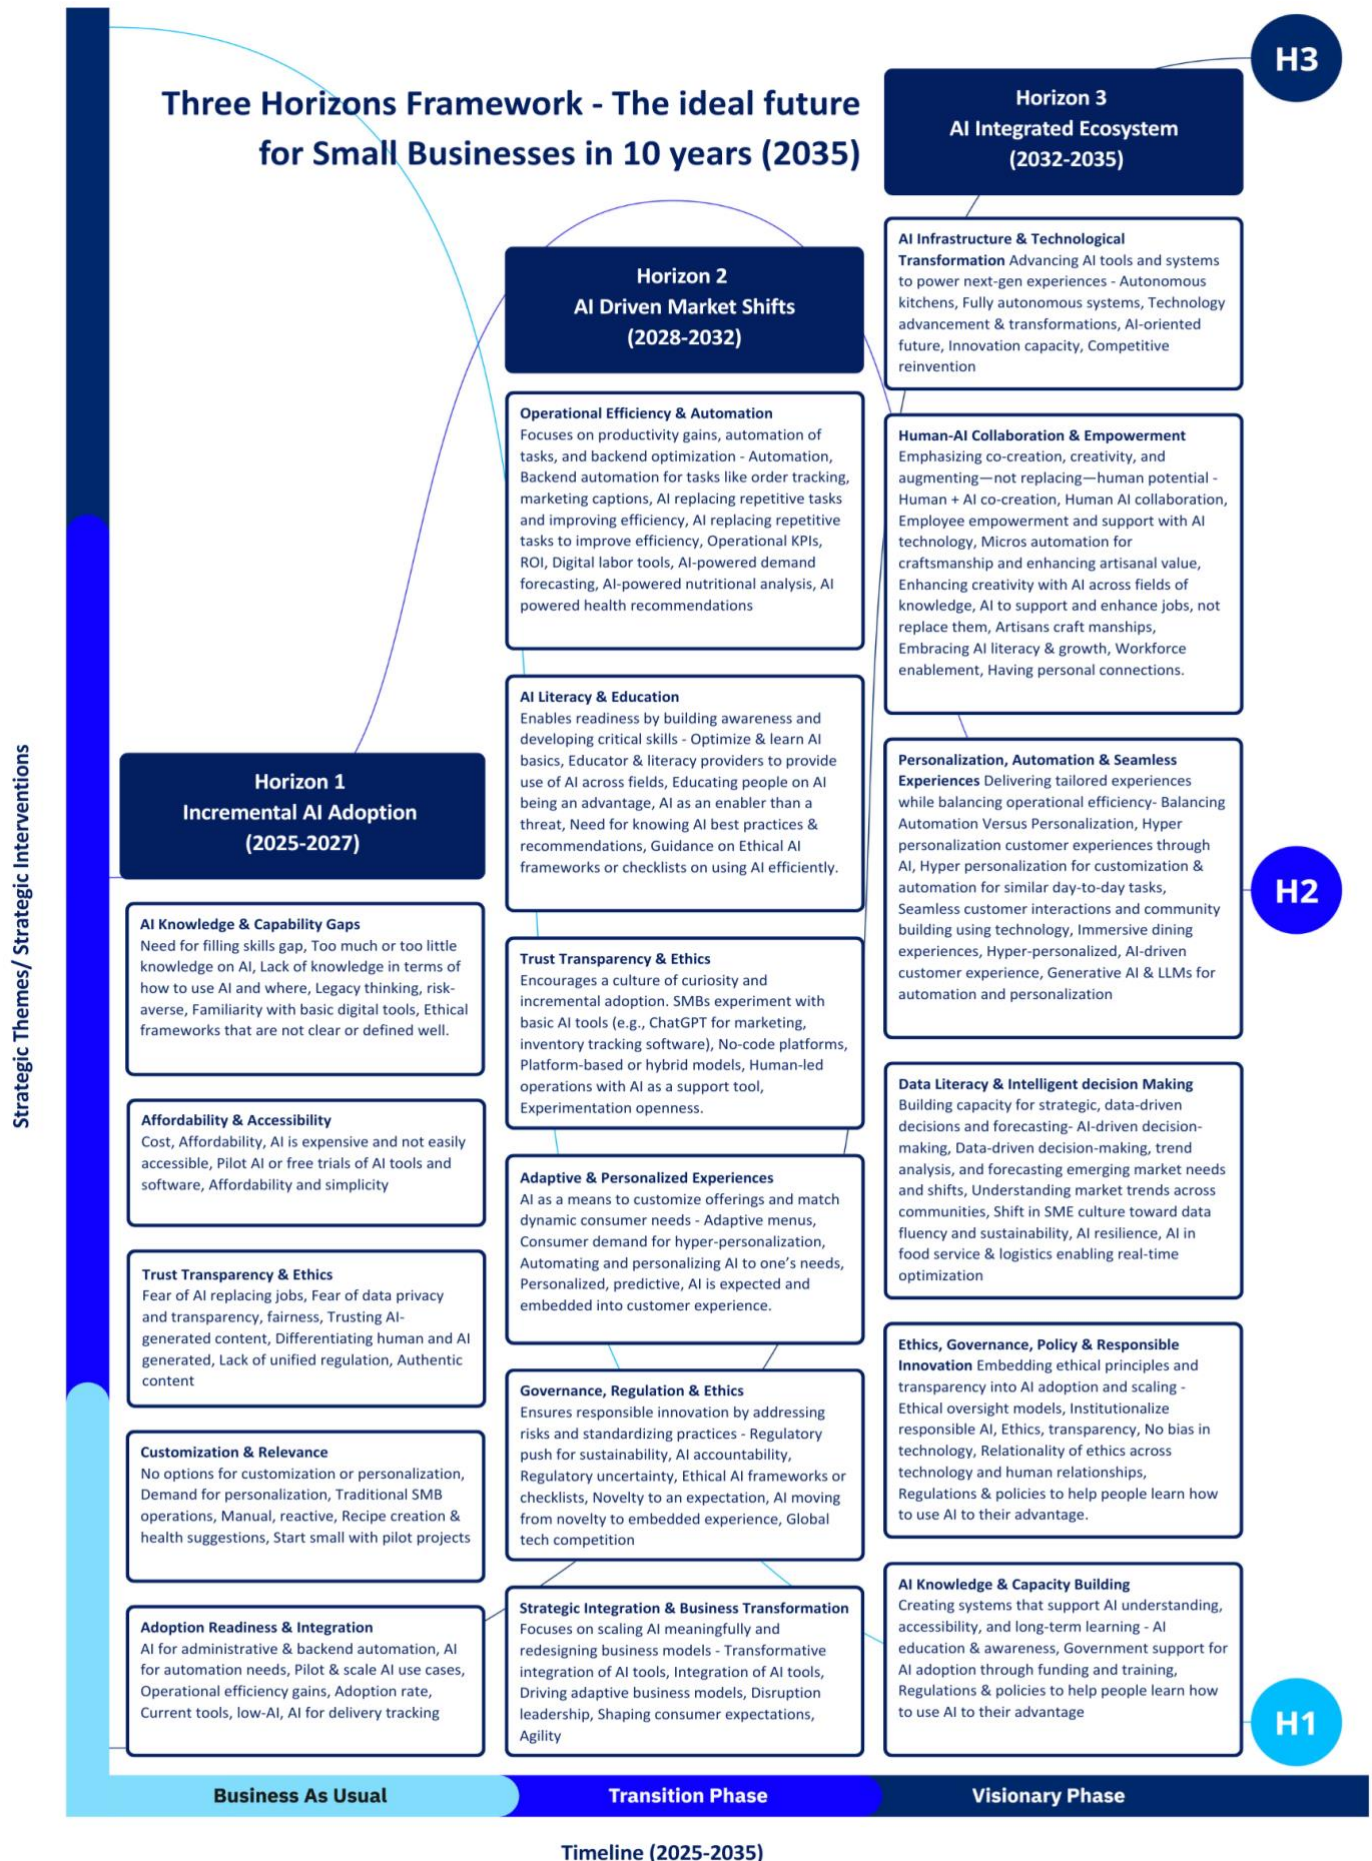 Three Horizons Framework - The ideal future
for Small Businesses in 10 years (2035)
Strategic Themes/ Strategic Interventions
Horizon 1
Incremental AI Adoption
(2025-2027)
AI Knowledge & Capability Gaps
Need for filling skills gap, Too much or too little
knowledge on AI, Lack of knowledge in terms of
how to use AI and where, Legacy thinking, risk-
averse, Familiarity with basic digital tools, Ethical
frameworks that are not clear or defined well.
Affordability & Accessibility
Cost, Affordability, AI is expensive and not easily
accessible, Pilot AI or free trials of AI tools and
software, Affordability and simplicity
Trust Transparency & Ethics
Fear of AI replacing jobs, Fear of data privacy
and transparency, fairness, Trusting AI-
generated content, Differentiating human and AI
generated, Lack of unified regulation, Authentic
content
Customization & Relevance
No options for customization or personalization,
Demand for personalization, Traditional SMB
operations, Manual, reactive, Recipe creation &
health suggestions, Start small with pilot projects
Adoption Readiness & Integration
AI for administrative & backend automation, AI
for automation needs, Pilot & scale AI use cases,
Operational efficiency gains, Adoption rate,
Current tools, low-AI, AI for delivery tracking
Horizon 2
AI Driven Market Shifts
(2028-2032)
Operational Efficiency & Automation
Focuses on productivity gains, automation of
tasks, and backend optimization - Automation,
Backend automation for tasks like order tracking,
marketing captions, AI replacing repetitive tasks
and improving efficiency, AI replacing repetitive
tasks to improve efficiency, Operational KPIs,
ROI, Digital labor tools, AI-powered demand
forecasting, AI-powered nutritional analysis, AI
powered health recommendations
AI Literacy & Education
Enables readiness by building awareness and
developing critical skills - Optimize & learn AI
basics, Educator & literacy providers to provide
use of AI across fields, Educating people on AI
being an advantage, AI as an enabler than a
threat, Need for knowing AI best practices &
recommendations, Guidance on Ethical AI
frameworks or checklists on using AI efficiently.
Trust Transparency & Ethics
Encourages a culture of curiosity and
incremental adoption. SMBs experiment with
basic AI tools (e.g., ChatGPT for marketing,
inventory tracking software), No-code platforms,
Platform-based or hybrid models, Human-led
operations with AI as a support tool,
Experimentation openness.
Adaptive & Personalized Experiences
AI as a means to customize offerings and match
dynamic consumer needs - Adaptive menus,
Consumer demand for hyper-personalization,
Automating and personalizing AI to one's needs,
Personalized, predictive, AI is expected and
embedded into customer experience.
Governance, Regulation & Ethics
Ensures responsible innovation by addressing
risks and standardizing practices - Regulatory
push for sustainability, AI accountability,
Regulatory uncertainty, Ethical AI frameworks or
checklists, Novelty to an expectation, AI moving
from novelty to embedded experience, Global
tech competition
Strategic Integration & Business Transformation
Focuses on scaling AI meaningfully and
redesigning business models - Transformative
integration of AI tools, Integration of AI tools,
Driving adaptive business models, Disruption
leadership, Shaping consumer expectations,
Agility
Horizon 3
AI Integrated Ecosystem
(2032-2035)
AI Infrastructure & Technological
Transformation Advancing AI tools and systems
to power next-gen experiences - Autonomous
kitchens, Fully autonomous systems, Technology
advancement & transformations, AI-oriented
future, Innovation capacity, Competitive
reinvention
Human-AI Collaboration & Empowerment
Emphasizing co-creation, creativity, and
augmenting—not replacing—human potential -
Human + AI co-creation, Human AI collaboration,
Employee empowerment and support with AI
technology, Micros automation for
craftsmanship and enhancing artisanal value,
Enhancing creativity with AI across fields of
knowledge, AI to support and enhance jobs, not
replace them, Artisans craft manships,
Embracing AI literacy & growth, Workforce
enablement, Having personal connections.
Personalization, Automation & Seamless
Experiences Delivering tailored experiences
while balancing operational efficiency- Balancing
Automation Versus Personalization, Hyper
personalization customer experiences through
AI, Hyper personalization for customization &
automation for similar day-to-day tasks,
Seamless customer interactions and community
building using technology, Immersive dining
experiences, Hyper-personalized, AI-driven
customer experience, Generative AI & LLMs for
automation and personalization
Data Literacy & Intelligent decision Making
Building capacity for strategic, data-driven
decisions and forecasting- AI-driven decision-
making, Data-driven decision-making, trend
analysis, and forecasting emerging market needs
and shifts, Understanding market trends across
communities, Shift in SME culture toward data
fluency and sustainability, AI resilience, AI in
food service & logistics enabling real-time
optimization
Ethics, Governance, Policy & Responsible
Innovation Embedding ethical principles and
transparency into AI adoption and scaling -
Ethical oversight models, Institutionalize
responsible AI, Ethics, transparency, No bias in
technology, Relationality of ethics across
technology and human relationships,
Regulations & policies to help people learn how
to use AI to their advantage.
AI Knowledge & Capacity Building
Creating systems that support AI understanding,
accessibility, and long-term learning - AI
education & awareness, Government support for
AI adoption through funding and training,
Regulations & policies to help people learn how
to use AI to their advantage
H3
H2
H1
Business As Usual
Transition Phase
Visionary Phase
Timeline (2025-2035)